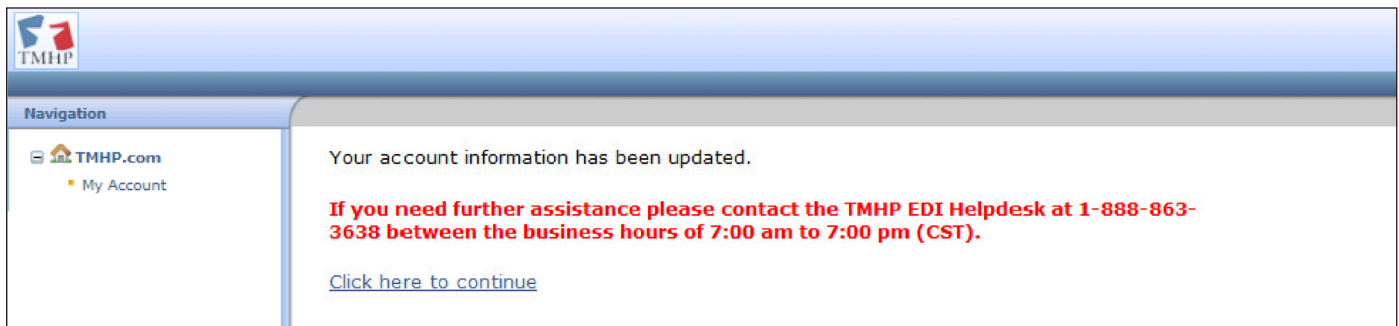 TMHP
Navigation
TMHP.com
My Account
Your account information has been updated.
If you need further assistance please contact the TMHP EDI Helpdesk at 1-888-863-
3638 between the business hours of 7:00 am to 7:00 pm (CST).
Click here to continue